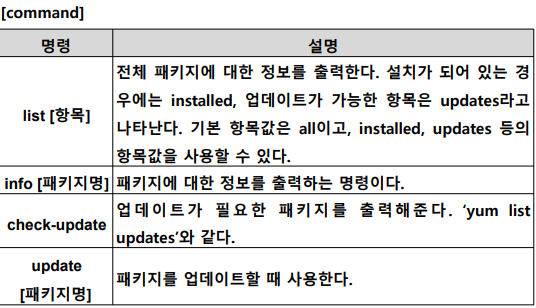 [command]
명령 설명
list [항목]
전체 패키지에 대한 정보를 출력한다. 설치가 되어 있는 경
우에는 installed, 업데이트가 가능한 항목은 updates라고
나타난다. 기본 항목값은 all이고, installed, updates 등의
항목값을 사용할 수 있다.
info [패키지명] 패키지에 대한 정보를 출력하는 명령이다.
check-update
업데이트가 필요한 패키지를 출력해준다. ‘yum list
updates’와 같다.
update
[패키지명]
패키지를 업데이트할 때 사용한다.